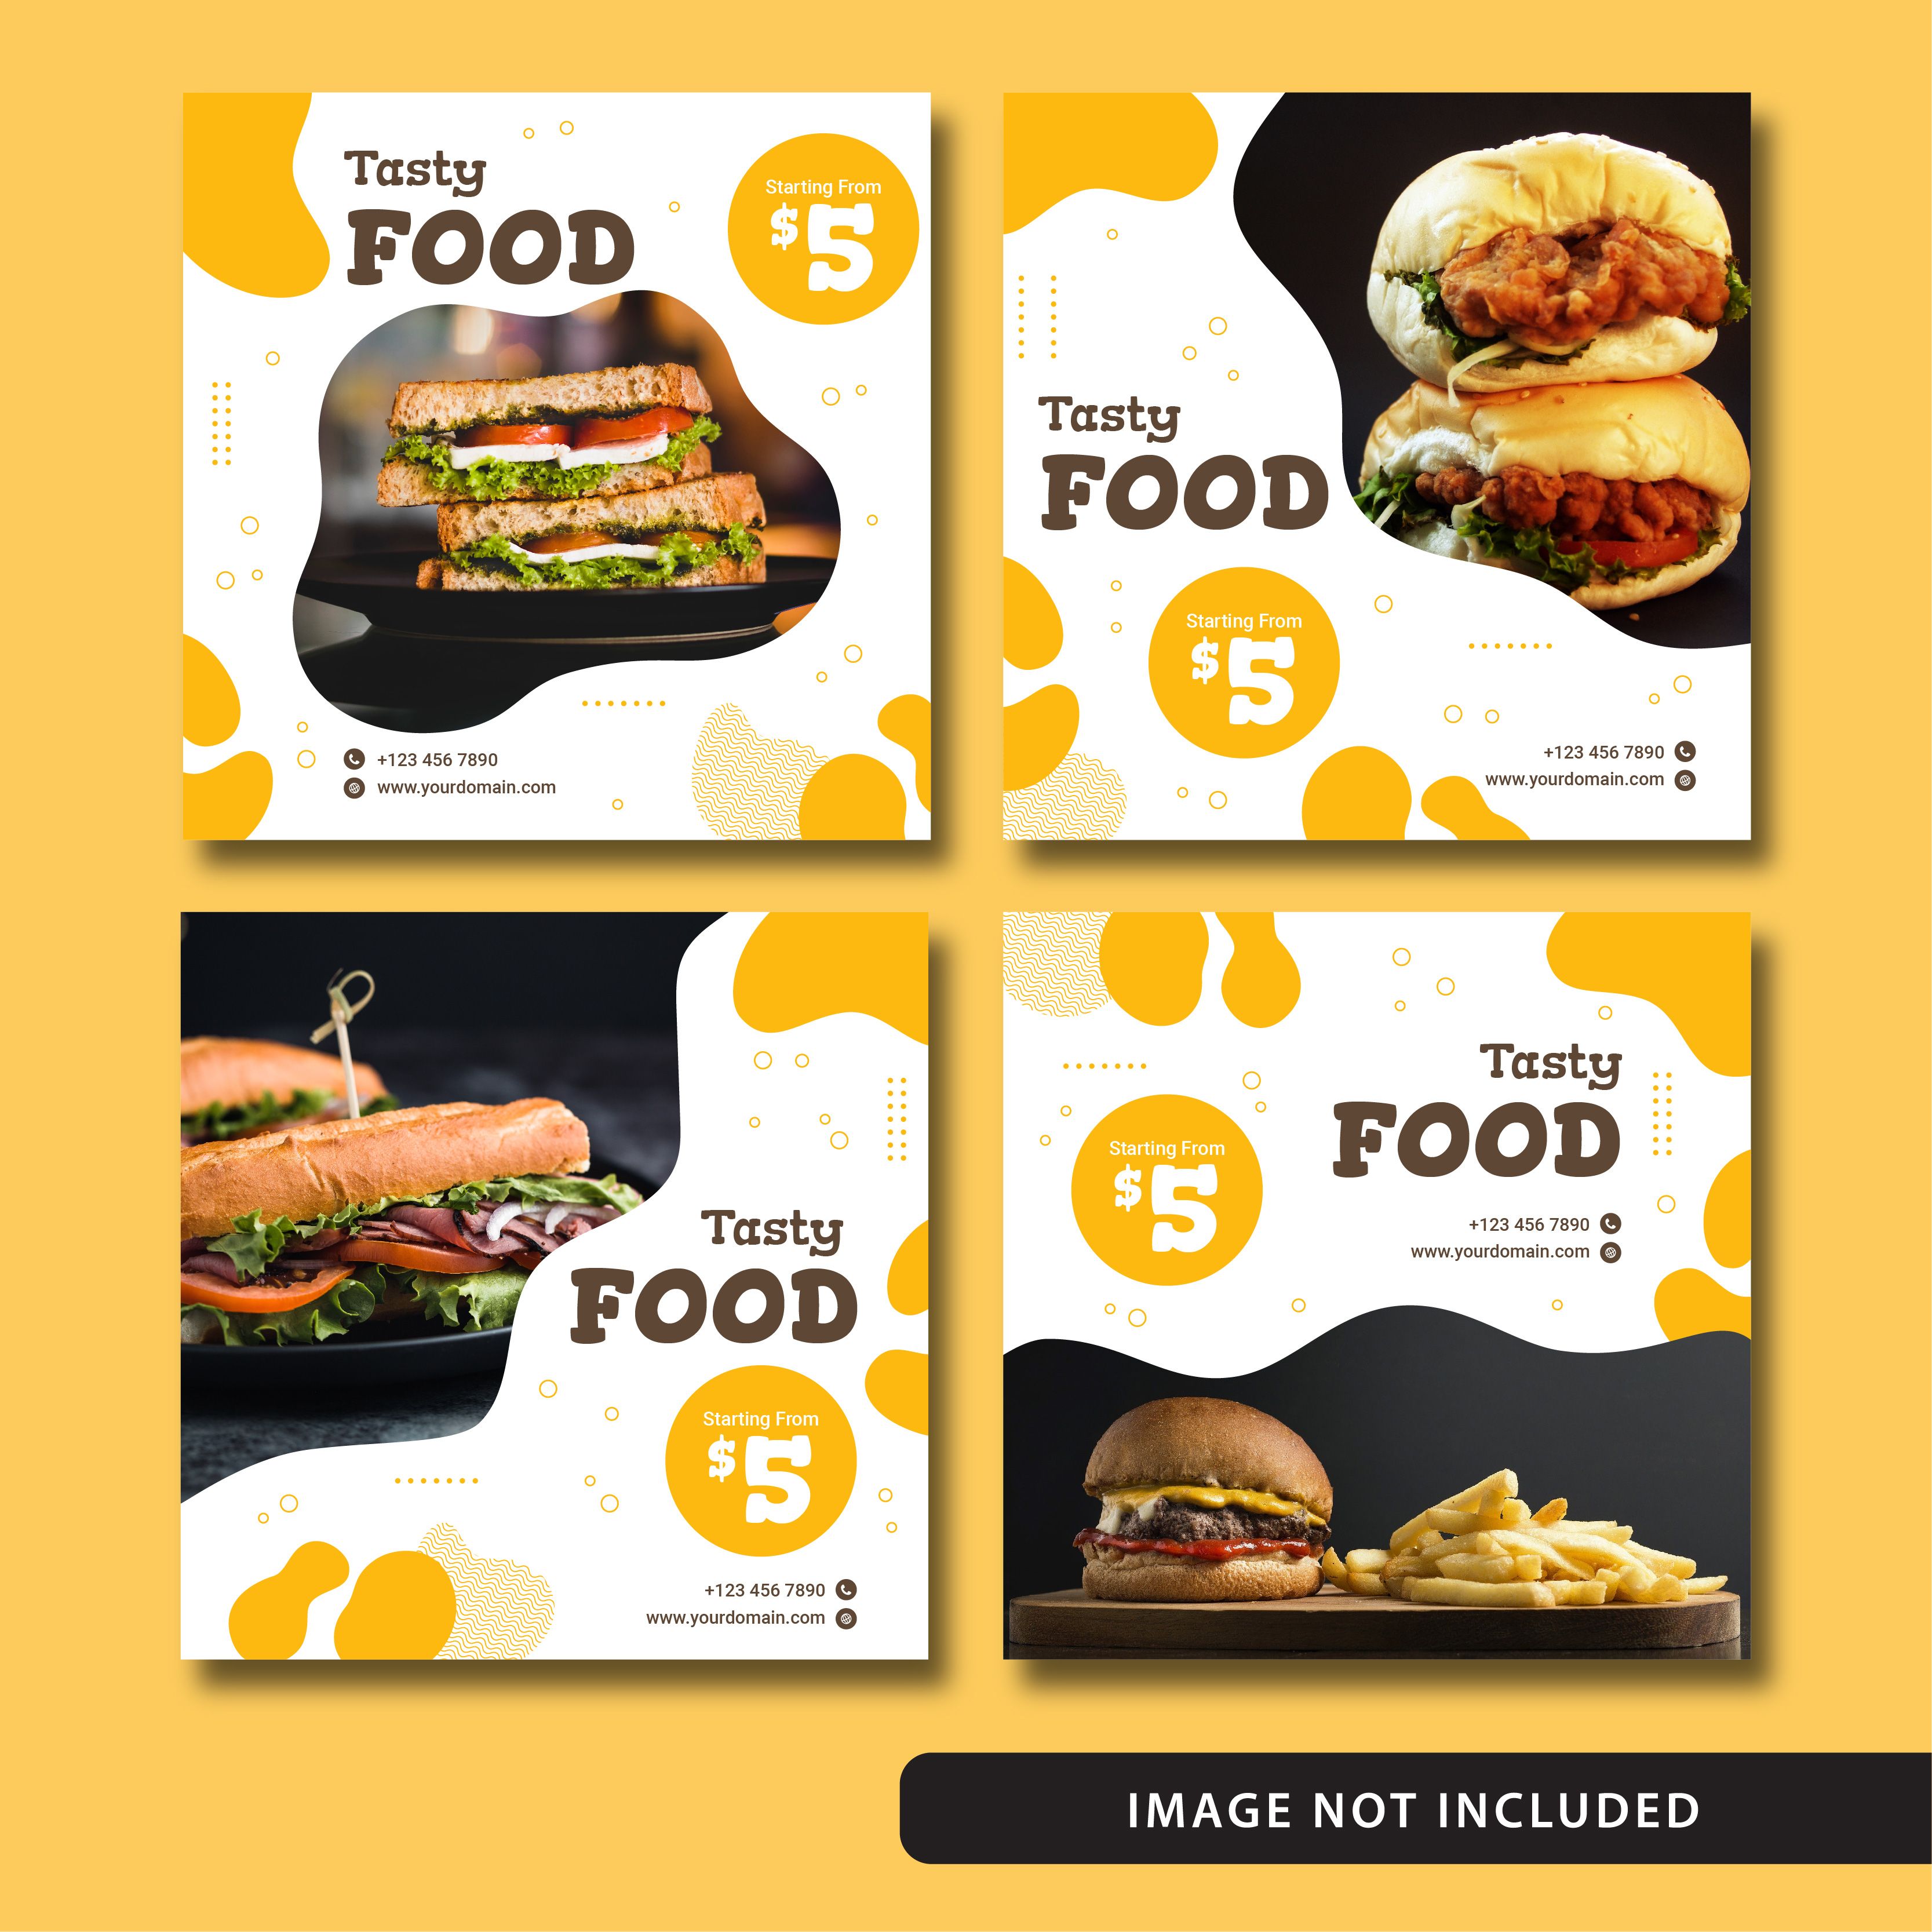 Tasty
FOOD
Starting From
$5
+123 456 7890
www.yourdomain.com
Tasty
FOOD
Starting From
$5
+123 456 7890
www.yourdomain.com
Tasty
FOOD
Starting From
$5
+123 456 7890
www.yourdomain.com
Tasty
FOOD
Starting From
$5
+123 456 7890
www.yourdomain.com
IMAGE NOT INCLUDED